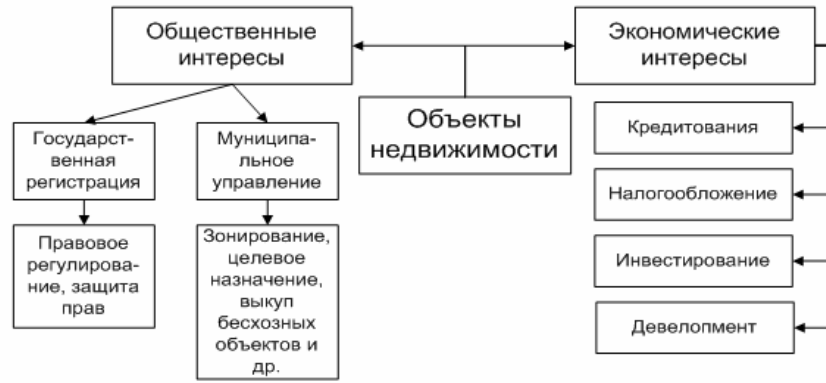 Общественные
интересы
Экономические
интересы
Объекты
недвижимости
Государст-
венная
регистрация
Муниципа-
льное
управление
Правовое
регулирова-
ние, защита
прав
Зонирование,
целевое
назначение,
выкуп
бесхозных
объектов и
др.
Кредитования
Налогообложение
Инвестирование
Девелопмент